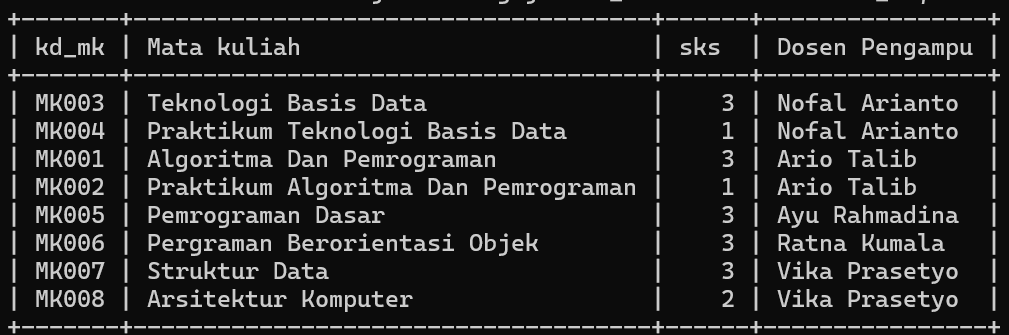 | kd_mk | Mata kuliah | sks | Dosen Pengampu |
| MK003 | Teknologi Basis Data | 3 | Nofal Arianto |
| MK004 | Praktikum Teknologi Basis Data | 1 | Nofal Arianto |
| MK001 | Algoritma Dan Pemrograman | 3 | Ario Talib |
| MK002 | Praktikum Algoritma Dan Pemrograman | 1 | Ario Talib |
| MK005 | Pemrograman Dasar | 3 | Ayu Rahmadina |
| MK006 | Pergraman Berorientasi Objek | 3 | Ratna Kumala |
| MK007 | Struktur Data | 3 | Vika Prasetyo |
| MK008 | Arsitektur Komputer | 2 | Vika Prasetyo |